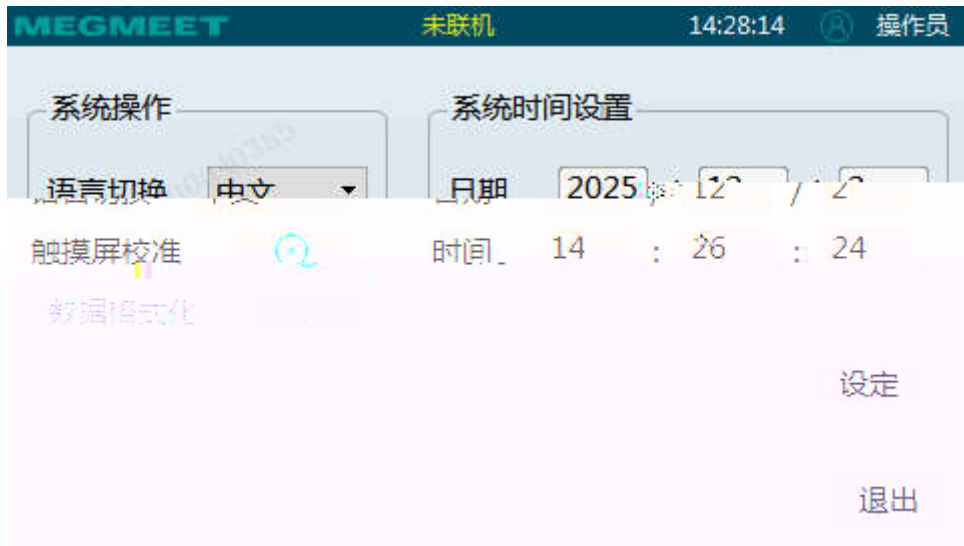 MEGMEET 未联机 14:28:14 操作员
系统操作 系统时间设置
语言切换 中文 日期 2025 / 12 / 2
触摸屏校准 时间 14 : 26 : 24
数据格式化
设定
退出